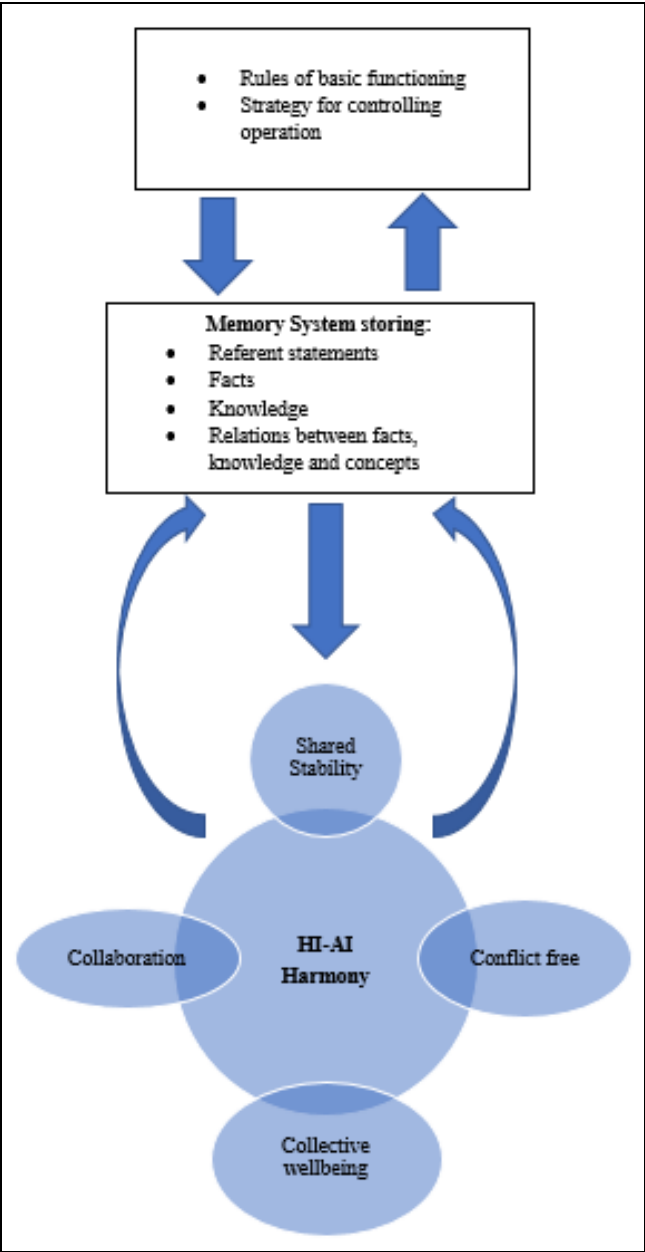 • Rules of basic functioning
• Strategy for controlling
operation
Memory System storing:
• Referent statements
• Facts
• Knowledge
• Relations between facts,
knowledge and concepts
Shared
Stability
Collaboration
HI-AI
Harmony
Conflict free
Collective
wellbeing